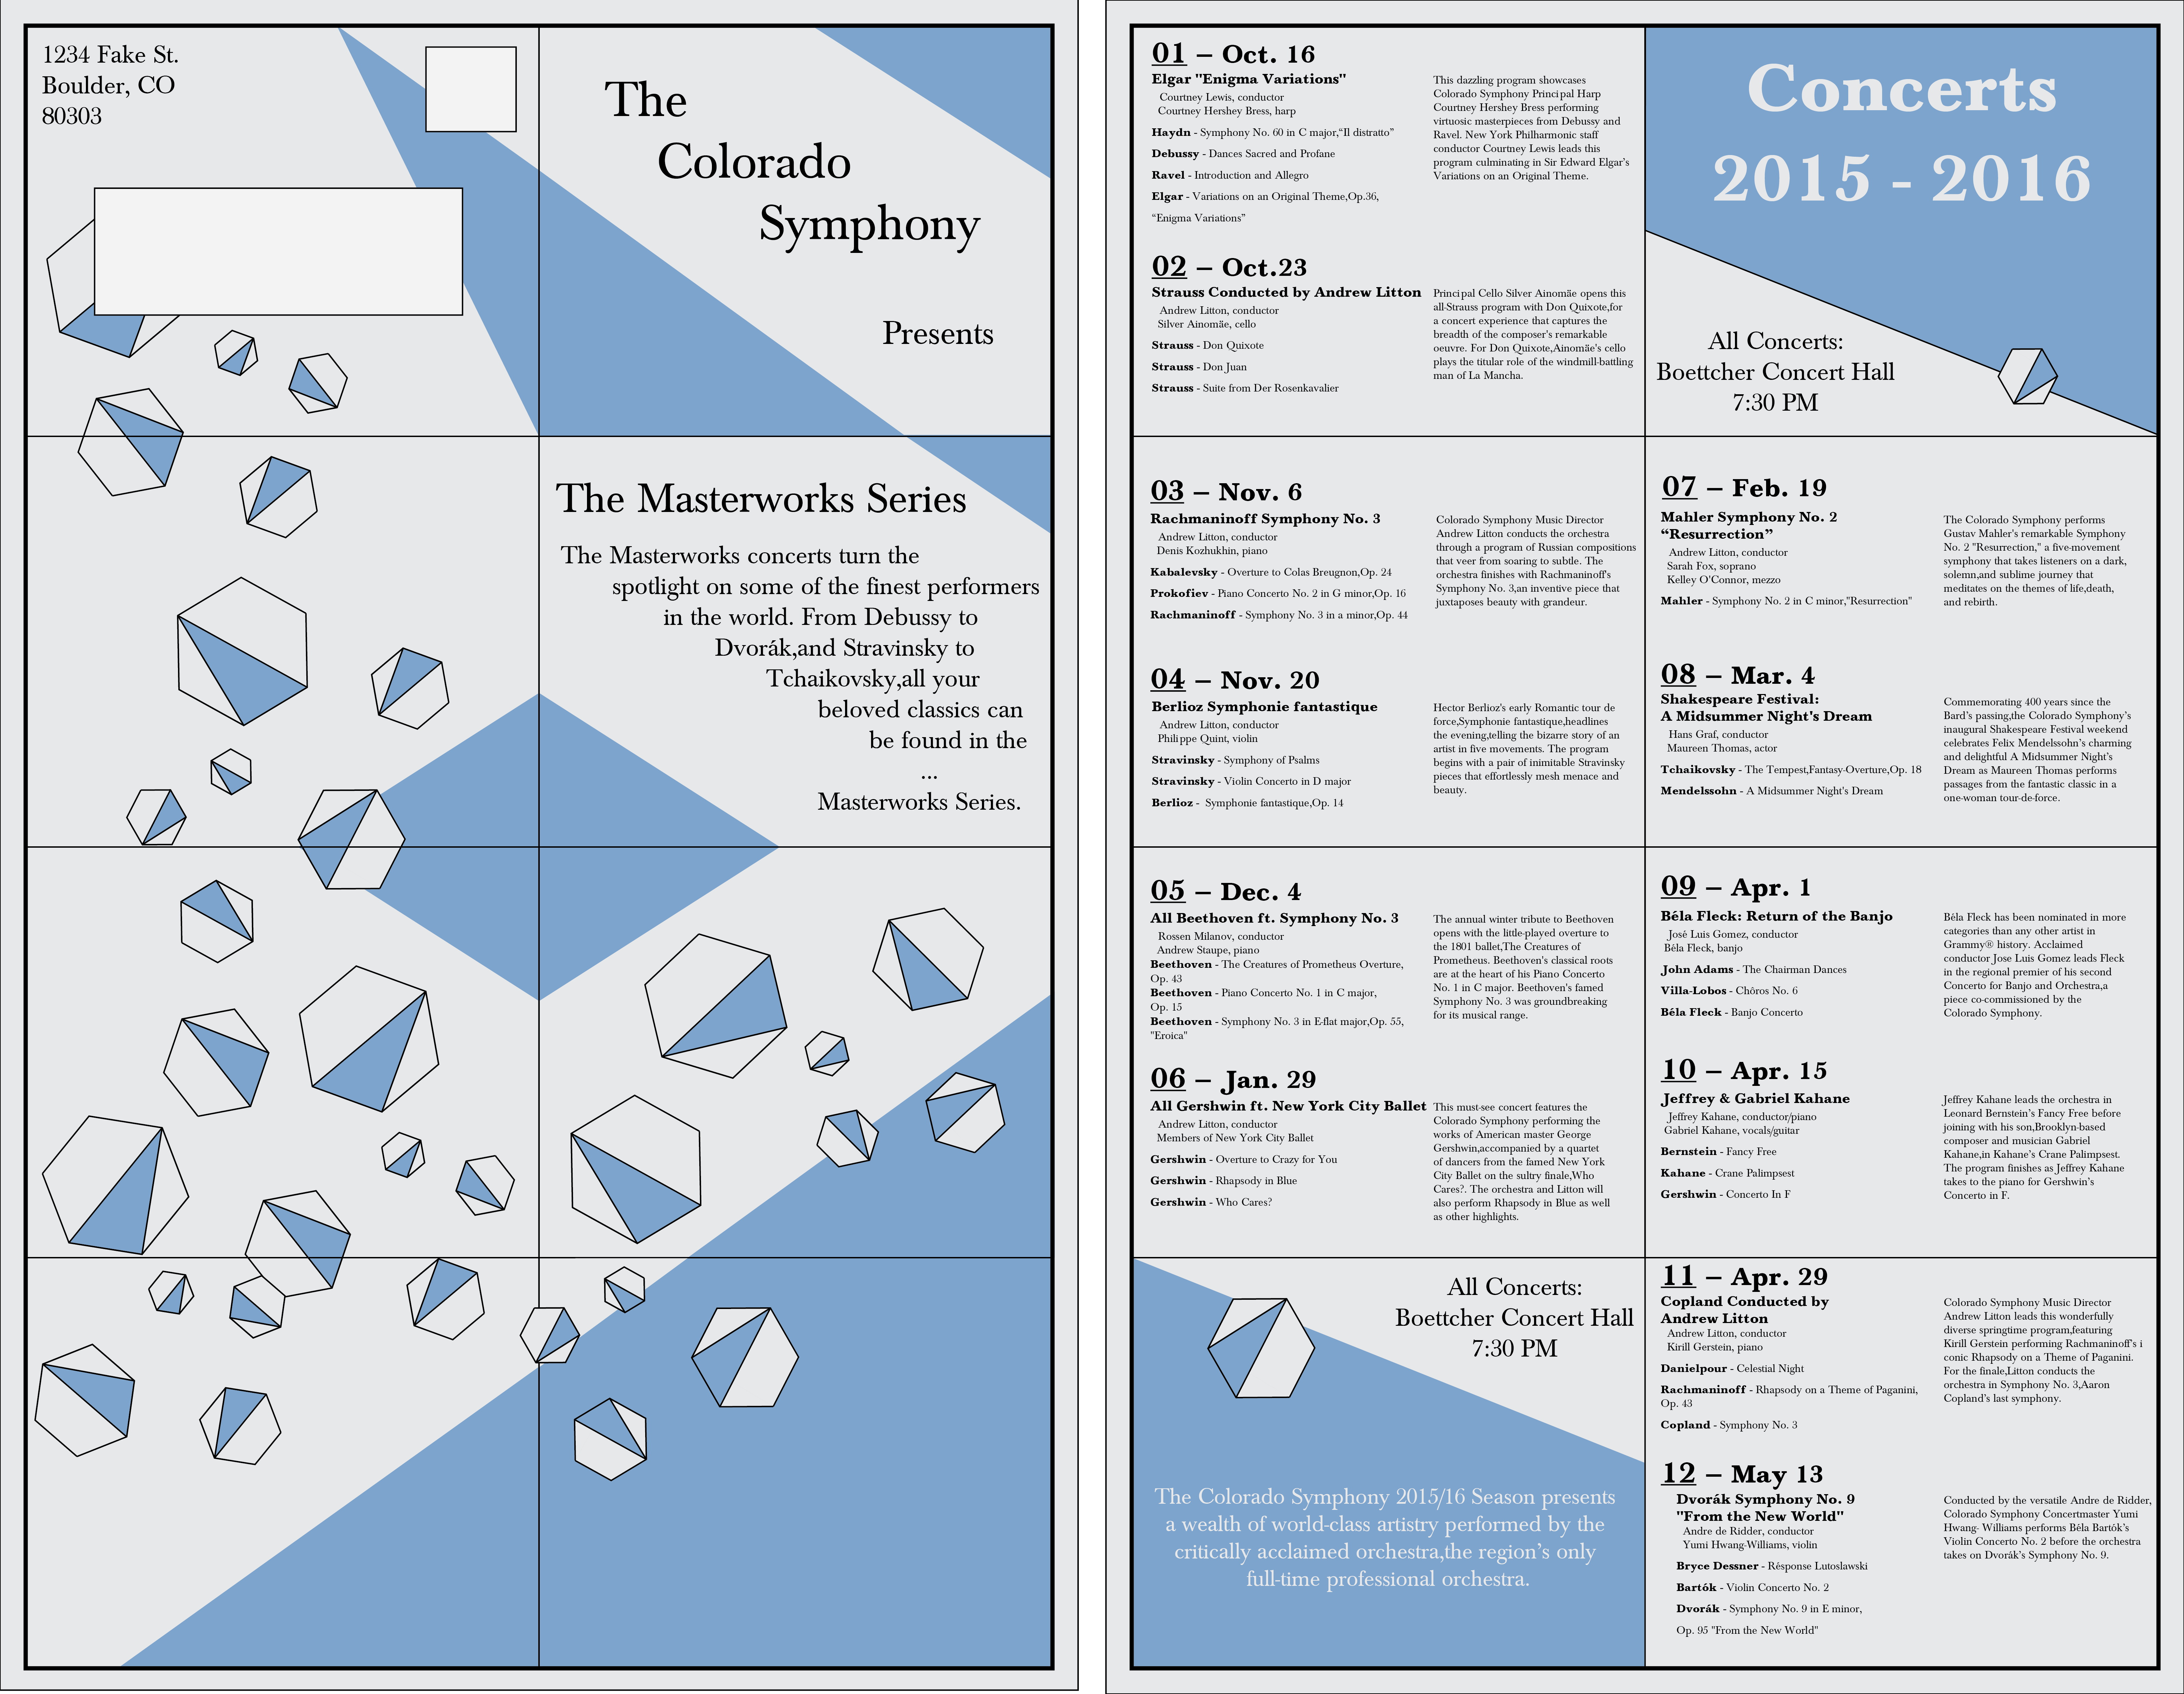 1234 Fake St.
Boulder, CO
80303
The
Colorado
Symphony
Presents
The Masterworks Series
The Masterworks concerts turn the
spotlight on some of the finest performers
in the world. From Debussy to
Dvorák,and Stravinsky to
Tchaikovsky,all your
beloved classics can
be found in the
...
Masterworks Series.
01 – Oct. 16
Elgar "Enigma Variations"
Courtney Lewis, conductor
Courtney Hershey Bress, harp
Haydn - Symphony No. 60 in C major,“Il distratto”
Debussy - Dances Sacred and Profane
Ravel - Introduction and Allegro
Elgar - Variations on an Original Theme,Op.36,
“Enigma Variations”
This dazzling program showcases
Colorado Symphony Principal Harp
Courtney Hershey Bress performing
virtuosic masterpieces from Debussy and
Ravel. New York Philharmonic staff
conductor Courtney Lewis leads this
program culminating in Sir Edward Elgar's
Variations on an Original Theme.
02 – Oct.23
Strauss Conducted by Andrew Litton
Andrew Litton, conductor
Silver Ainomäe, cello
Strauss - Don Quixote
Strauss - Don Juan
Strauss - Suite from Der Rosenkavalier
Principal Cello Silver Ainomäe opens this
all-Strauss program with Don Quixote,for
a concert experience that captures the
breadth of the composer's remarkable
oeuvre. For Don Quixote,Ainomäe's cello
plays the titular role of the windmill-battling
man of La Mancha.
Concerts
2015 - 2016
All Concerts:
Boettcher Concert Hall
7:30 PM
03 – Nov. 6
Rachmaninoff Symphony No. 3
Andrew Litton, conductor
Denis Kozhukhin, piano
Kabalevsky - Overture to Colas Breugnon,Op. 24
Prokofiev - Piano Concerto No. 2 in G minor,Op. 16
Rachmaninoff - Symphony No. 3 in a minor,Op. 44
Colorado Symphony Music Director
Andrew Litton conducts the orchestra
through a program of Russian compositions
that veer from soaring to subtle. The
orchestra finishes with Rachmaninoff's
Symphony No. 3,an inventive piece that
juxtaposes beauty with grandeur.
04 – Nov. 20
Berlioz Symphonie fantastique
Andrew Litton, conductor
Philippe Quint, violin
Stravinsky - Symphony of Psalms
Stravinsky - Violin Concerto in D major
Berlioz - Symphonie fantastique,Op. 14
Hector Berlioz's early Romantic tour de
force,Symphonie fantastique,headlines
the evening,telling the bizarre story of an
artist in five movements. The program
begins with a pair of inimitable Stravinsky
pieces that effortlessly mesh menace and
beauty.
07 – Feb. 19
Mahler Symphony No. 2
“Resurrection”
Andrew Litton, conductor
Sarah Fox, soprano
Kelley O'Connor, mezzo
Mahler - Symphony No. 2 in C minor,"Resurrection"
The Colorado Symphony performs
Gustav Mahler's remarkable Symphony
No. 2 "Resurrection," a five-movement
symphony that takes listeners on a dark,
solemn,and sublime journey that
meditates on the themes of life,death,
and rebirth.
08 – Mar. 4
Shakespeare Festival:
A Midsummer Night's Dream
Hans Graf, conductor
Maureen Thomas, actor
Tchaikovsky - The Tempest,Fantasy-Overture,Op. 18
Mendelssohn - A Midsummer Night's Dream
Commemorating 400 years since the
Bard's passing,the Colorado Symphony's
inaugural Shakespeare Festival weekend
celebrates Felix Mendelssohn's charming
and delightful A Midsummer Night's
Dream as Maureen Thomas performs
passages from the fantastic classic in a
one-woman tour-de-force.
05 – Dec. 4
All Beethoven ft. Symphony No. 3
Rossen Milanov, conductor
Andrew Staupe, piano
Beethoven - The Creatures of Prometheus Overture,
Op. 43
Beethoven - Piano Concerto No. 1 in C major,
Op. 15
Beethoven - Symphony No. 3 in E-flat major,Op. 55,
"Eroica"
The annual winter tribute to Beethoven
opens with the little-played overture to
the 1801 ballet,The Creatures of
Prometheus. Beethoven's classical roots
are at the heart of his Piano Concerto
No. 1 in C major. Beethoven's famed
Symphony No. 3 was groundbreaking
for its musical range.
06 – Jan. 29
All Gershwin ft. New York City Ballet
Andrew Litton, conductor
Members of New York City Ballet
Gershwin - Overture to Crazy for You
Gershwin - Rhapsody in Blue
Gershwin - Who Cares?
This must-see concert features the
Colorado Symphony performing the
works of American master George
Gershwin,accompanied by a quartet
of dancers from the famed New York
City Ballet on the sultry finale,Who
Cares?. The orchestra and Litton will
also perform Rhapsody in Blue as well
as other highlights.
09 – Apr. 1
Béla Fleck: Return of the Banjo
José Luis Gomez, conductor
Béla Fleck, banjo
John Adams - The Chairman Dances
Villa-Lobos - Chôros No. 6
Béla Fleck - Banjo Concerto
Béla Fleck has been nominated in more
categories than any other artist in
Grammy® history. Acclaimed
conductor Jose Luis Gomez leads Fleck
in the regional premier of his second
Concerto for Banjo and Orchestra,a
piece co-commissioned by the
Colorado Symphony.
10 – Apr. 15
Jeffrey & Gabriel Kahane
Jeffrey Kahane, conductor/piano
Gabriel Kahane, vocals/guitar
Bernstein - Fancy Free
Kahane - Crane Palimpsest
Gershwin - Concerto In F
Jeffrey Kahane leads the orchestra in
Leonard Bernstein's Fancy Free before
joining with his son,Brooklyn-based
composer and musician Gabriel
Kahane,in Kahane's Crane Palimpsest.
The program finishes as Jeffrey Kahane
takes to the piano for Gershwin's
Concerto in F.
All Concerts:
Boettcher Concert Hall
7:30 PM
The Colorado Symphony 2015/16 Season presents
a wealth of world-class artistry performed by the
critically acclaimed orchestra,the region's only
full-time professional orchestra.
11 – Apr. 29
Copland Conducted by
Andrew Litton
Andrew Litton, conductor
Kirill Gerstein, piano
Danielpour - Celestial Night
Rachmaninoff - Rhapsody on a Theme of Paganini,
Op. 43
Copland - Symphony No. 3
Colorado Symphony Music Director
Andrew Litton leads this wonderfully
diverse springtime program,featuring
Kirill Gerstein performing Rachmaninoff's i
conic Rhapsody on a Theme of Paganini.
For the finale,Litton conducts the
orchestra in Symphony No. 3,Aaron
Copland's last symphony.
12 – May 13
Dvorák Symphony No. 9
"From the New World"
Andre de Ridder, conductor
Yumi Hwang-Williams, violin
Bryce Dessner - Résponse Lutoslawski
Bartók - Violin Concerto No. 2
Dvorák - Symphony No. 9 in E minor,
Op. 95 "From the New World"
Conducted by the versatile Andre de Ridder,
Colorado Symphony Concertmaster Yumi
Hwang- Williams performs Béla Bartók's
Violin Concerto No. 2 before the orchestra
takes on Dvorák's Symphony No. 9.